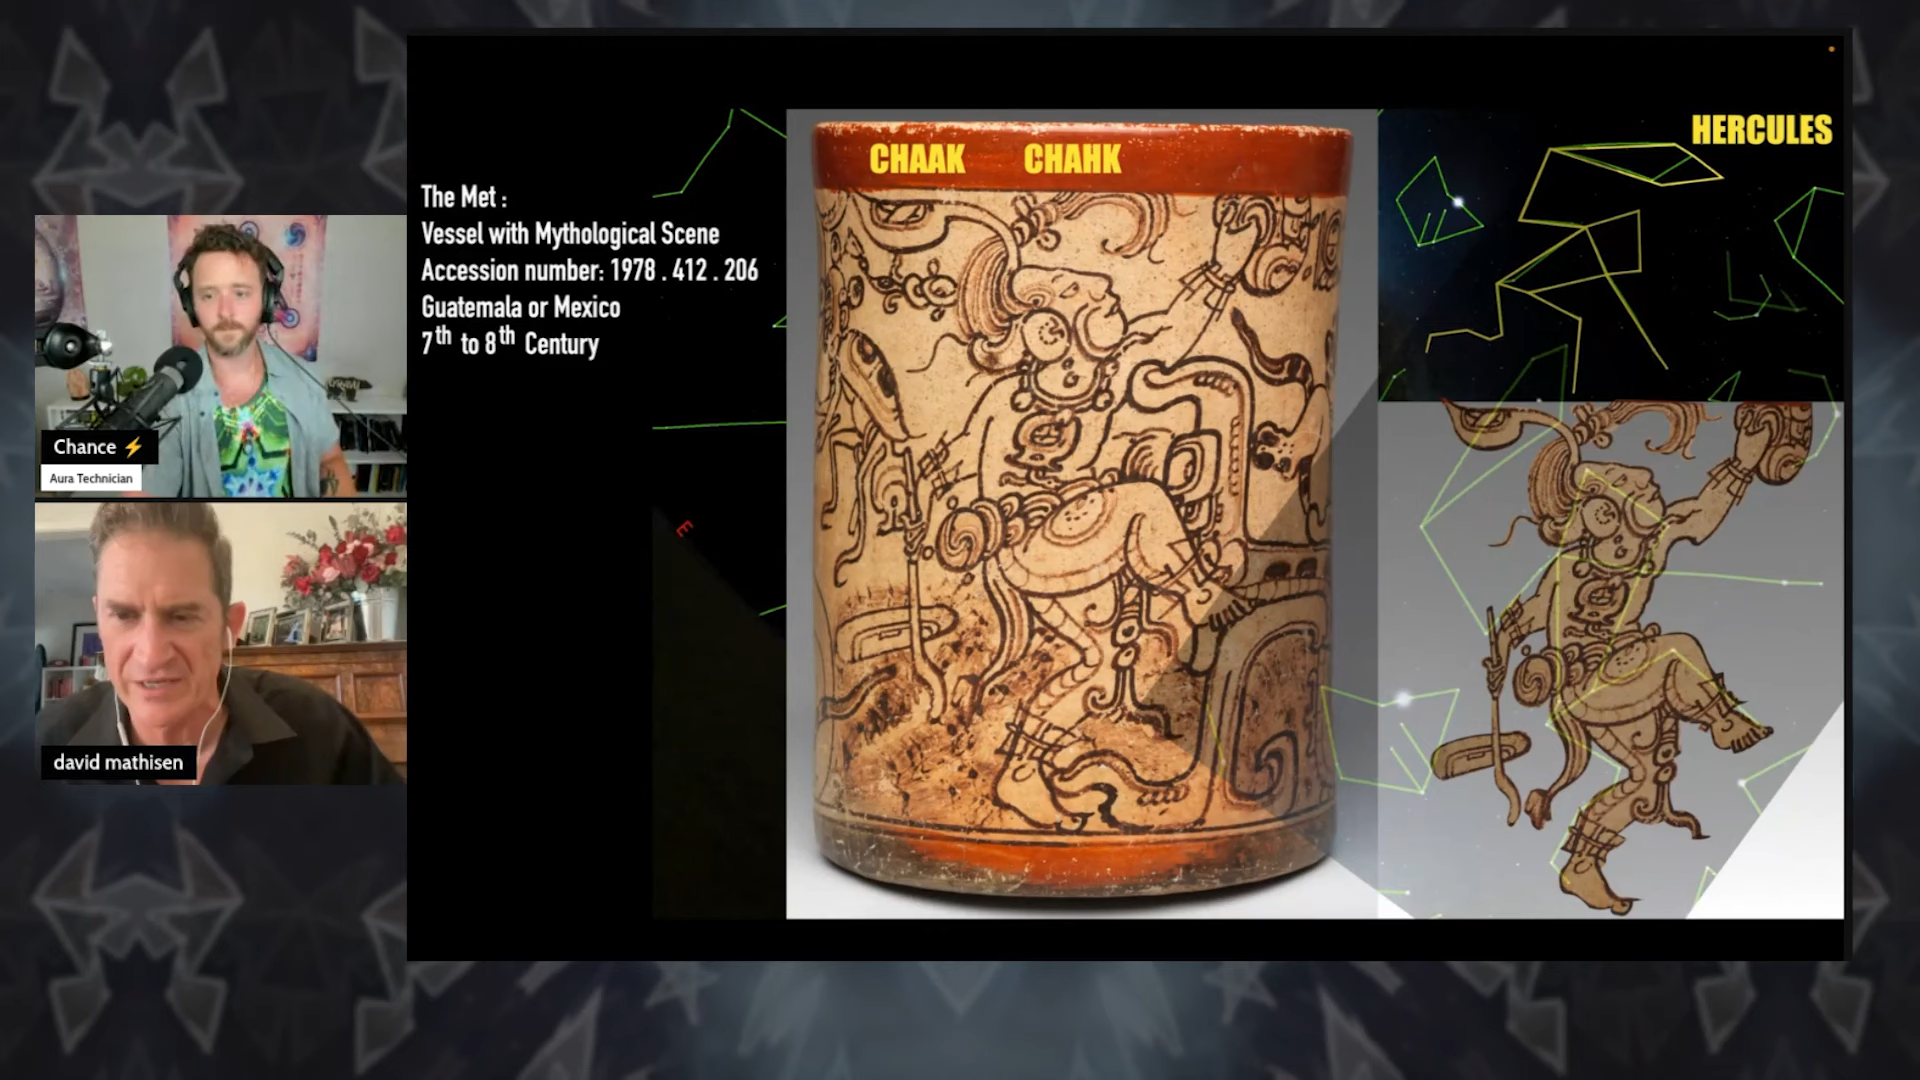 HERCULES
CHAAK CHAHK
The Met :
Vessel with Mythological Scene
Accession number: 1978 . 412 . 206
Guatemala or Mexico
7th to 8th Century
E
Chance ⚡
Aura Technician
david mathisen